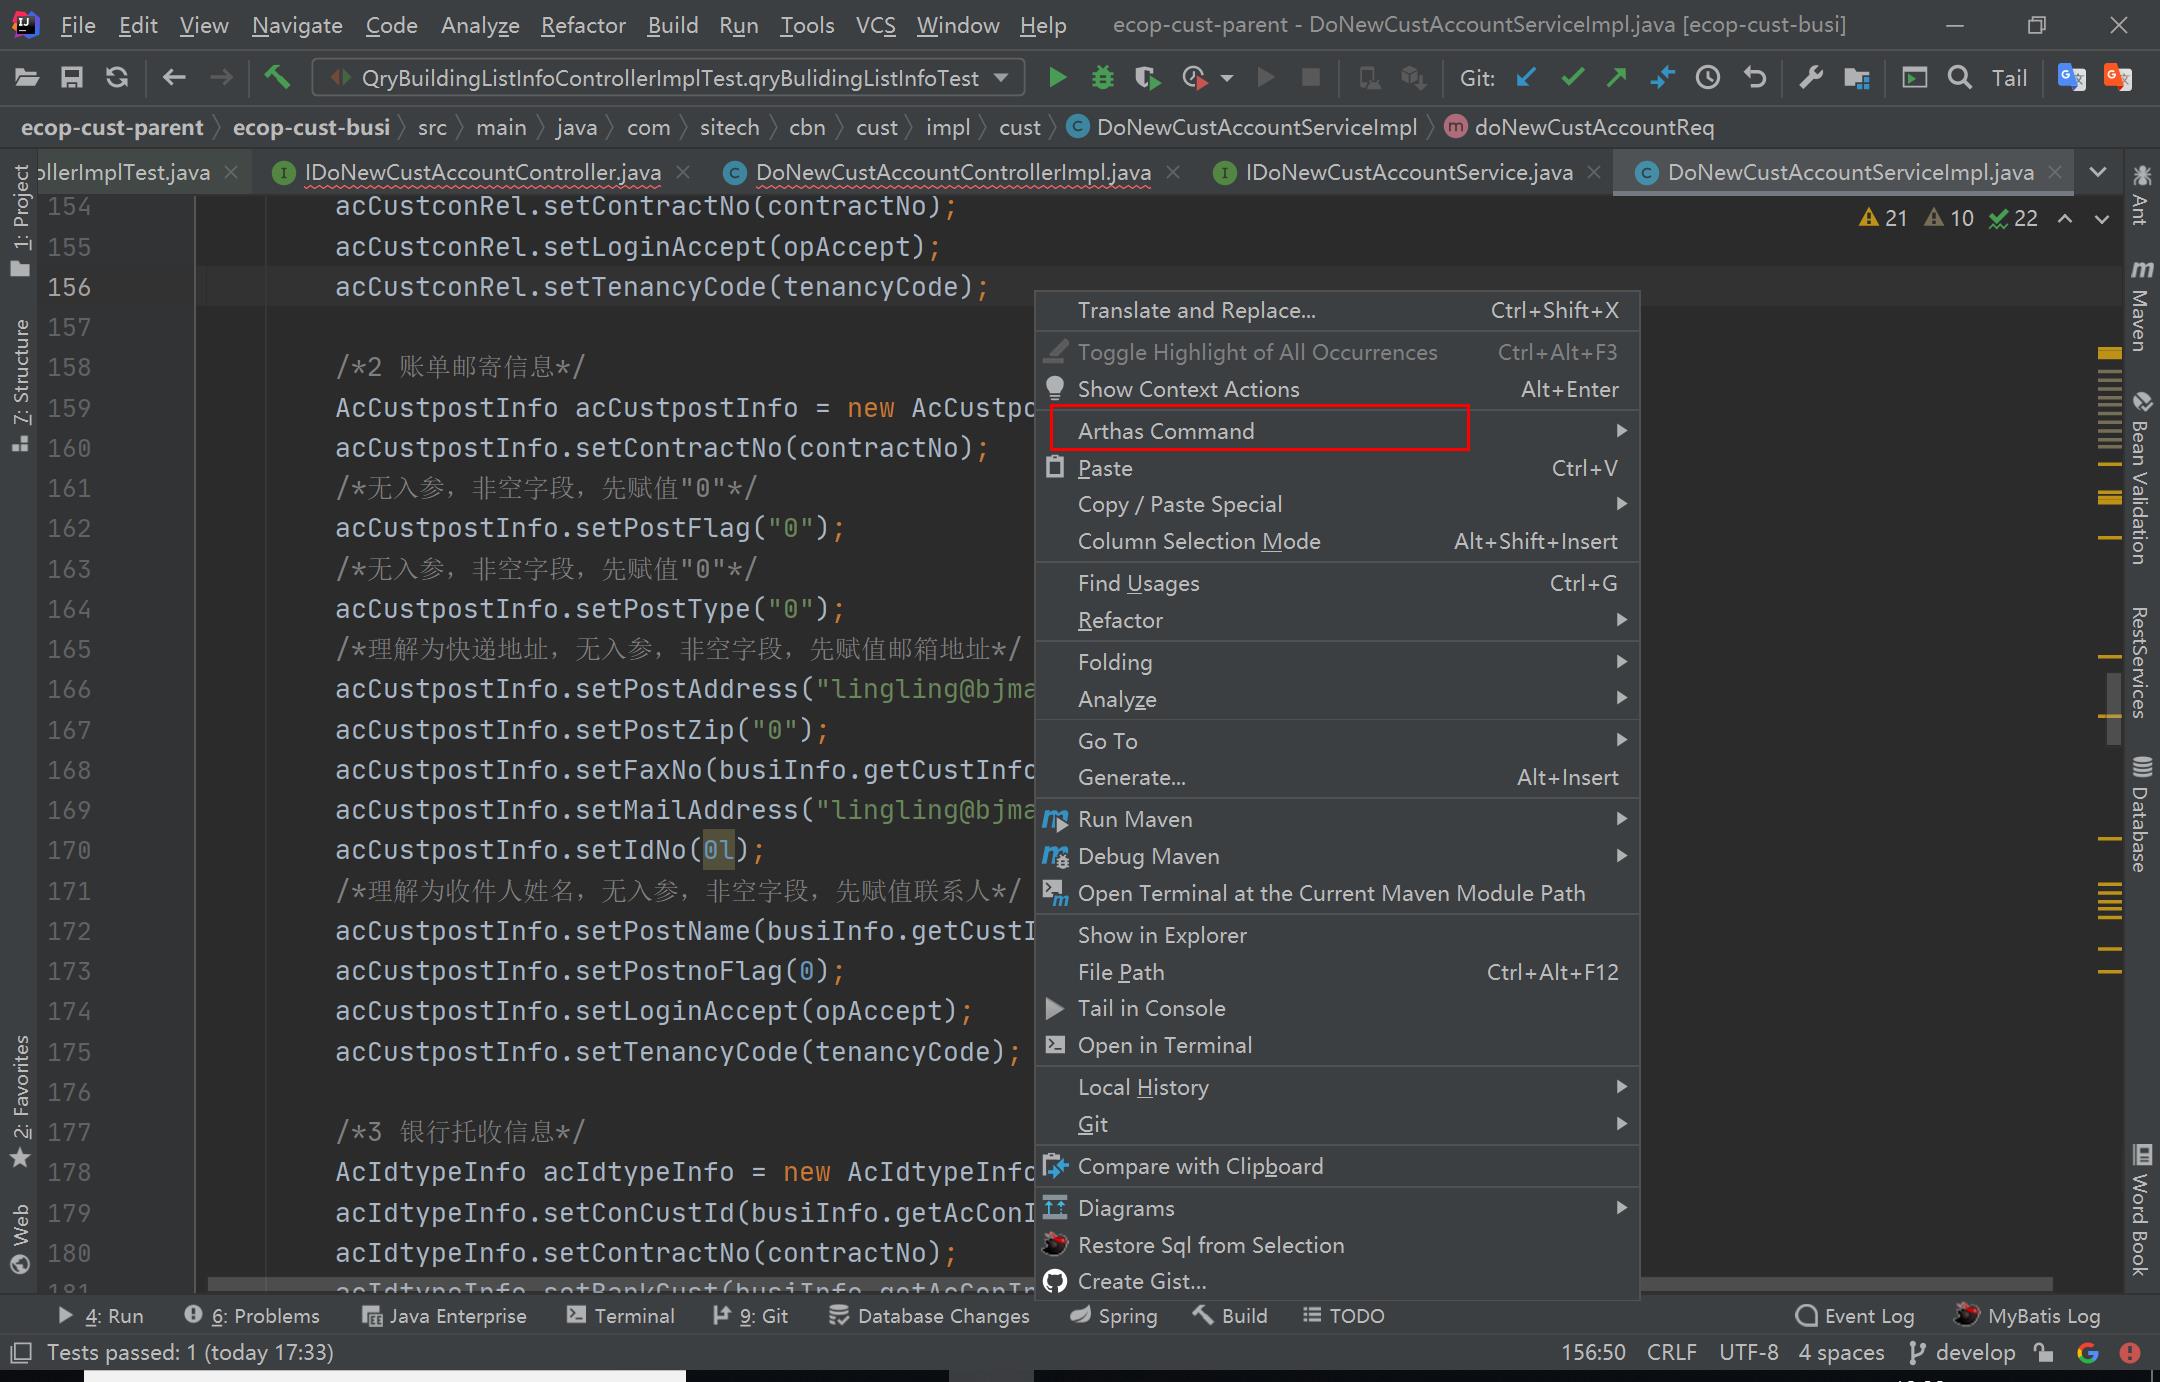 File Edit View Navigate Code Analyze Refactor Build Run Tools VCS Window Help ecop-cust-parent - DoNewCustAccountServiceImpl.java [ecop-cust-busi]
QryBuildingListInfoControllerImplTest.qryBulidingListInfoTest Git: Tail
ecop-cust-parent ecop-cust-busi src main java com sitech cbn cust impl cust DoNewCustAccountServiceImpl doNewCustAccountReq
ollerImplTest.java IDoNewCustAccountController.java DoNewCustAccountControllerImpl.java IDoNewCustAccountService.java DoNewCustAccountServiceImpl.java
21 10 22
154 acCustconRel.setContractNo(contractNo);
155 acCustconRel.setLoginAccept(opAccept);
156 acCustconRel.setTenancyCode(tenancyCode);
157
158 /*2 账单邮寄信息*/
159 AcCustpostInfo acCustpostInfo = new AcCustpo
160 acCustpostInfo.setContractNo(contractNo);
161 /*无入参，非空字段，先赋值"0"*/
162 acCustpostInfo.setPostFlag("0");
163 /*无入参，非空字段，先赋值"0"*/
164 acCustpostInfo.setPostType("0");
165 /*理解为快递地址，无入参，非空字段，先赋值邮箱地址*/
166 acCustpostInfo.setPostAddress("lingling@bjma
167 acCustpostInfo.setPostZip("0");
168 acCustpostInfo.setFaxNo(busiInfo.getCustInfo
169 acCustpostInfo.setMailAddress("lingling@bjma
170 acCustpostInfo.setIdNo(0l);
171 /*理解为收件人姓名，无入参，非空字段，先赋值联系人*/
172 acCustpostInfo.setPostName(busiInfo.getCustI
173 acCustpostInfo.setPostnoFlag(0);
174 acCustpostInfo.setLoginAccept(opAccept);
175 acCustpostInfo.setTenancyCode(tenancyCode);
176
177 /*3 银行托收信息*/
178 AcIdtypeInfo acIdtypeInfo = new AcIdtypeInfo
179 acIdtypeInfo.setConCustId(busiInfo.getAcConI
180 acIdtypeInfo.setContractNo(contractNo);
181 acIdtypeInfo.setBankCust(busiInfo.getAcConIn
Translate and Replace... Ctrl+Shift+X
Toggle Highlight of All Occurrences Ctrl+Alt+F3
Show Context Actions Alt+Enter
Arthas Command
Paste Ctrl+V
Copy / Paste Special
Column Selection Mode Alt+Shift+Insert
Find Usages Ctrl+G
Refactor
Folding
Analyze
Go To
Generate... Alt+Insert
Run Maven
Debug Maven
Open Terminal at the Current Maven Module Path
Show in Explorer
File Path Ctrl+Alt+F12
Tail in Console
Open in Terminal
Local History
Git
Compare with Clipboard
Diagrams
Restore Sql from Selection
Create Gist...
1: Project
7: Structure
2: Favorites
Web
Ant
Maven
Bean Validation
RestServices
Database
Word Book
4: Run 6: Problems Java Enterprise Terminal 9: Git Database Changes Spring Build TODO Event Log MyBatis Log
Tests passed: 1 (today 17:33) 156:50 CRLF UTF-8 4 spaces develop